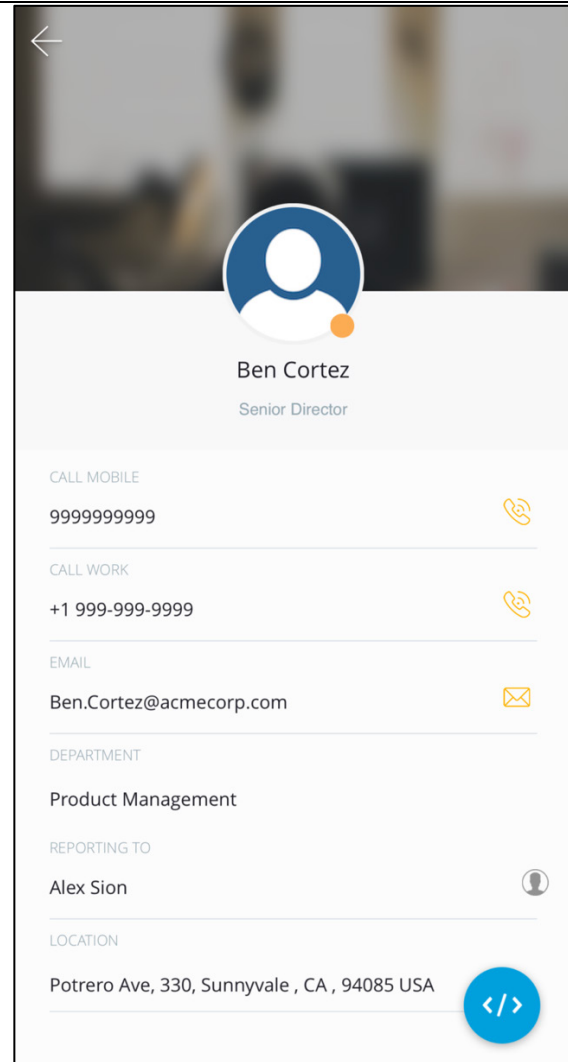 Ben Cortez
Senior Director
CALL MOBILE
9999999999
CALL WORK
+1 999-999-9999
EMAIL
Ben.Cortez@acmecorp.com
DEPARTMENT
Product Management
REPORTING TO
Alex Sion
LOCATION
Potrero Ave, 330, Sunnyvale , CA , 94085 USA
</>